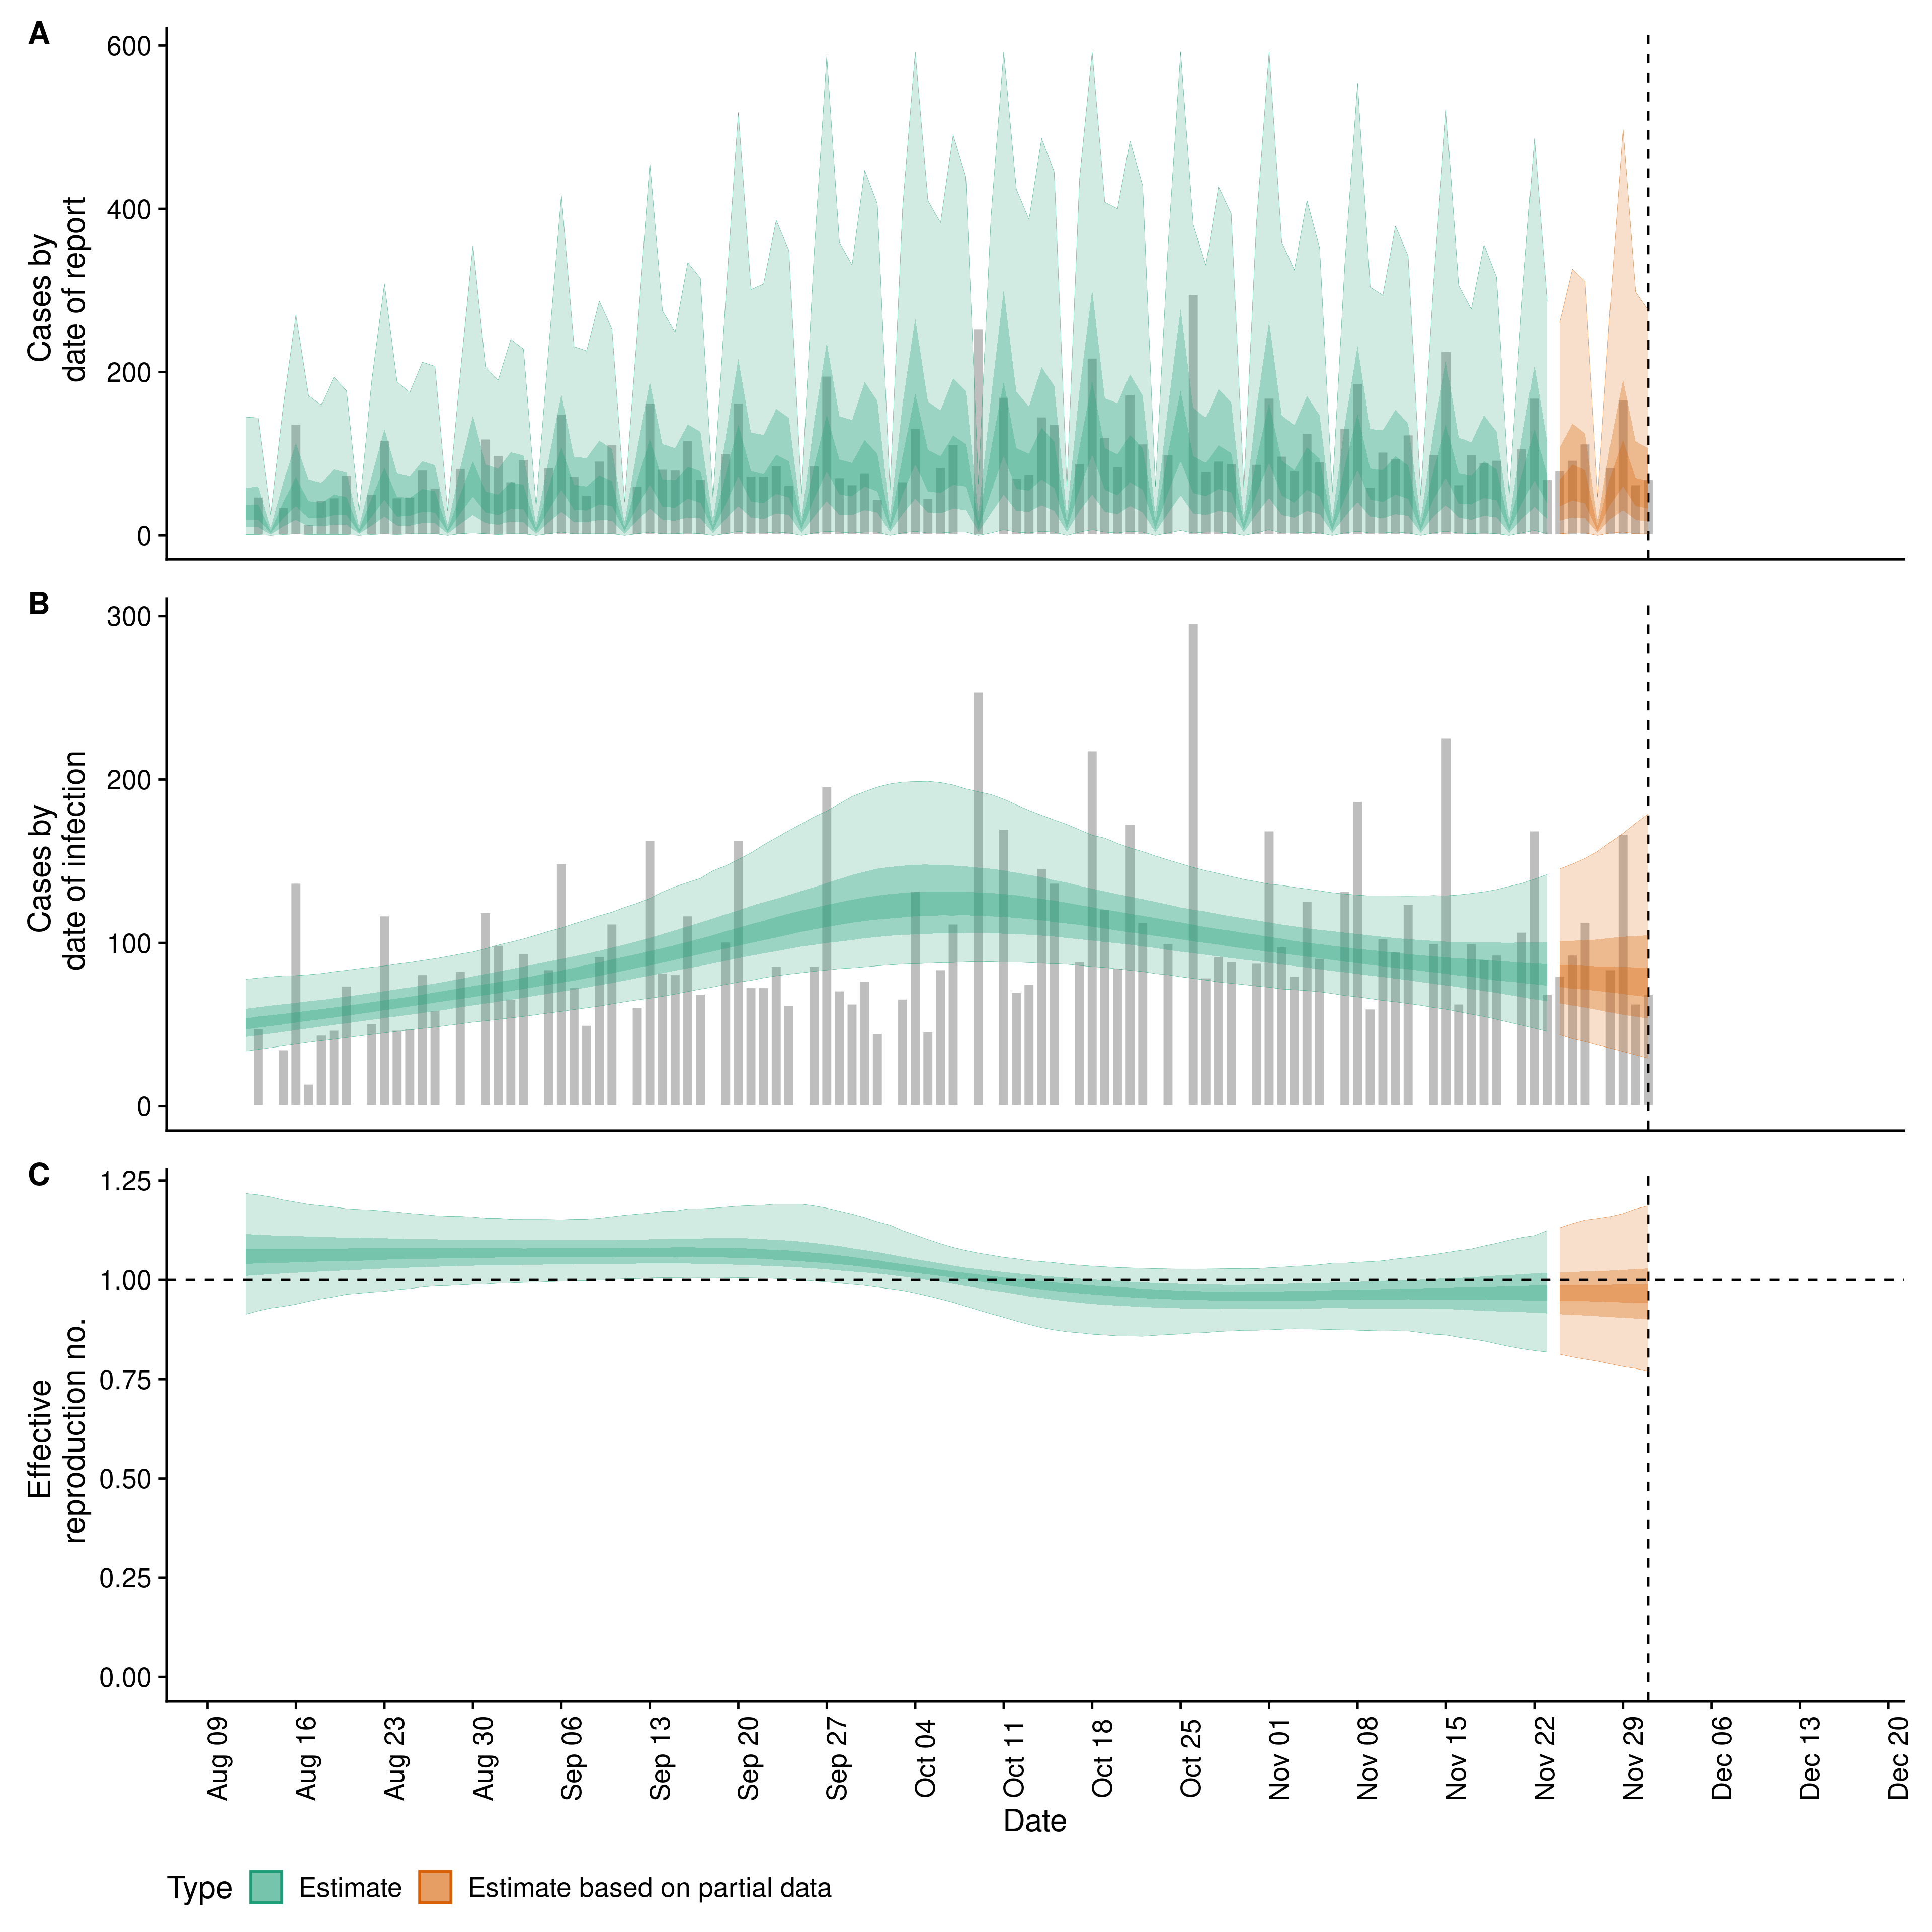 A
Cases by
date of report
600
400
200
0
B
Cases by
date of infection
300
200
100
0
C
Effective
reproduction no.
1.25
1.00
0.75
0.50
0.25
0.00
Aug 09
Aug 16
Aug 23
Aug 30
Sep 06
Sep 13
Sep 20
Sep 27
Oct 04
Oct 11
Oct 18
Oct 25
Nov 01
Nov 08
Nov 15
Nov 22
Nov 29
Dec 06
Dec 13
Dec 20
Date
Type Estimate Estimate based on partial data